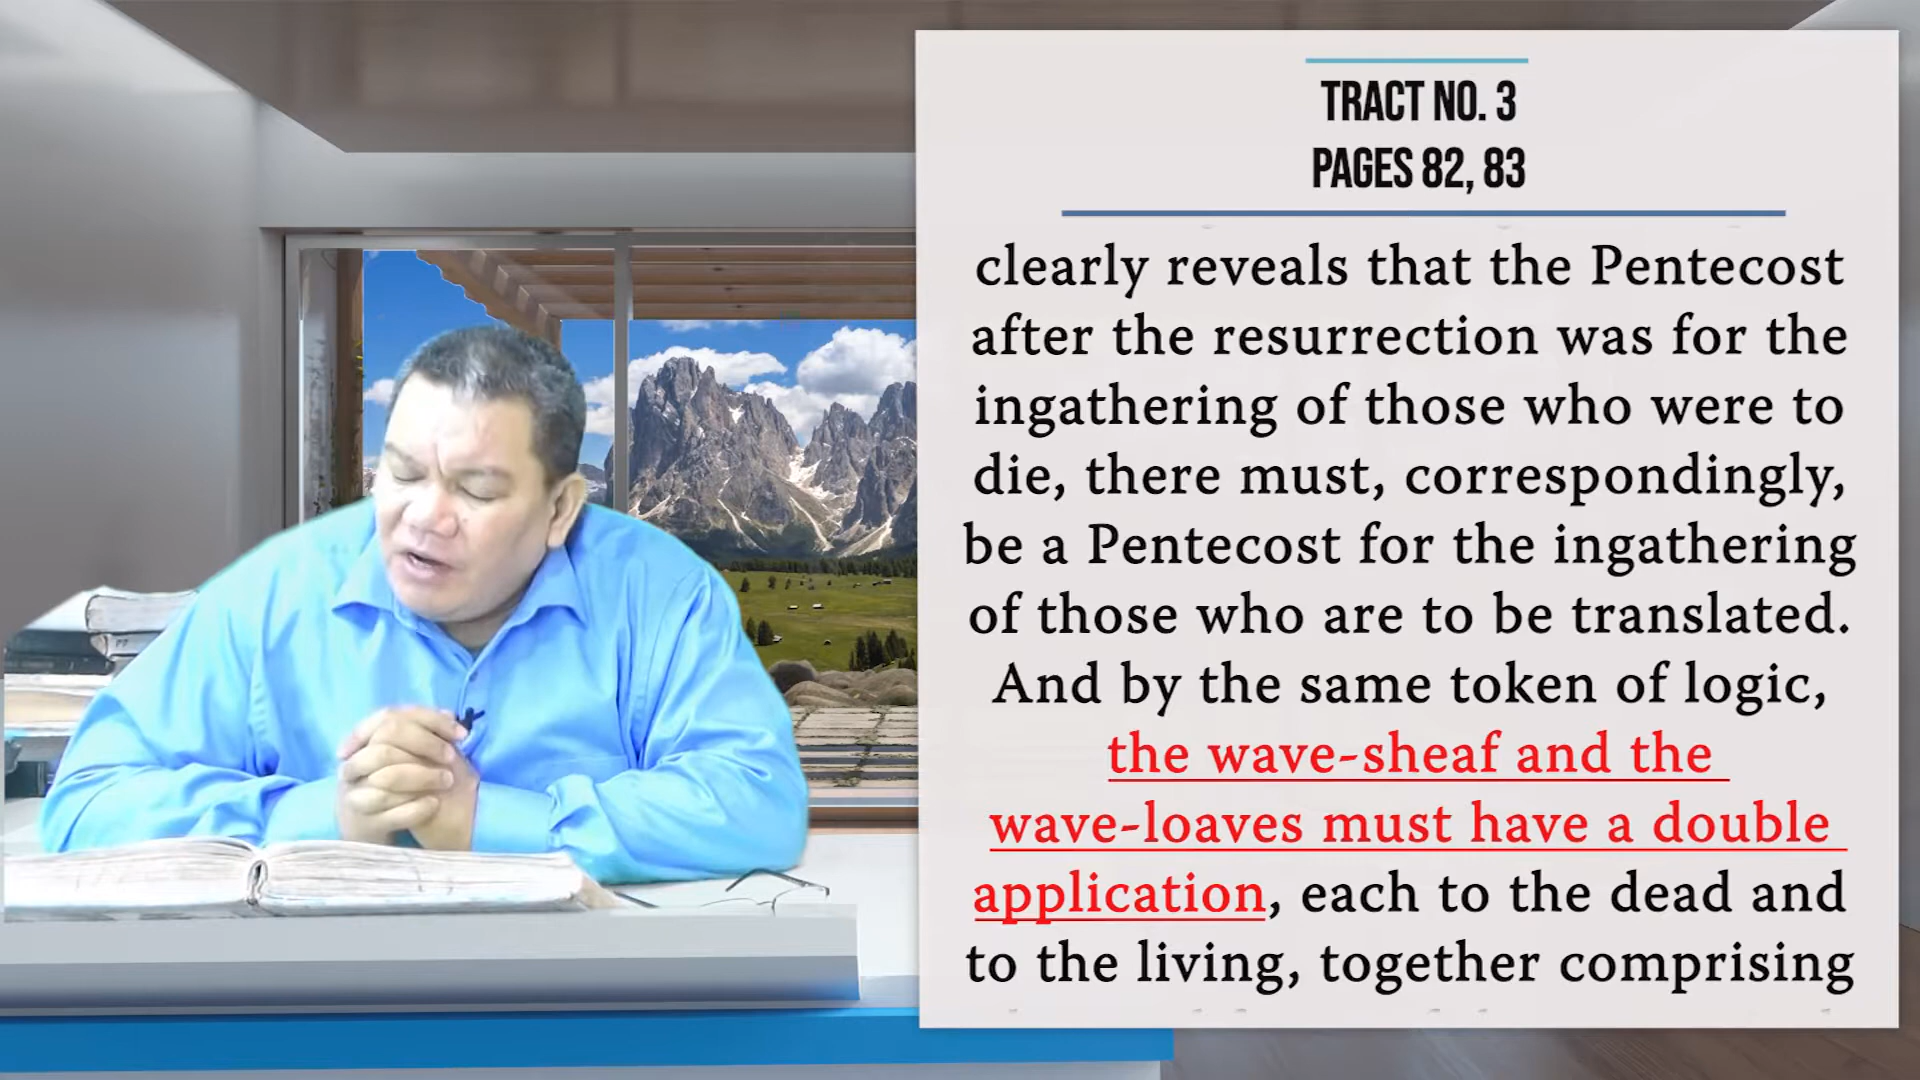 TRACT NO. 3
PAGES 82, 83
clearly reveals that the Pentecost
after the resurrection was for the
ingathering of those who were to
die, there must, correspondingly,
be a Pentecost for the ingathering
of those who are to be translated.
And by the same token of logic,
the wave-sheaf and the
wave-loaves must have a double
application, each to the dead and
to the living, together comprising